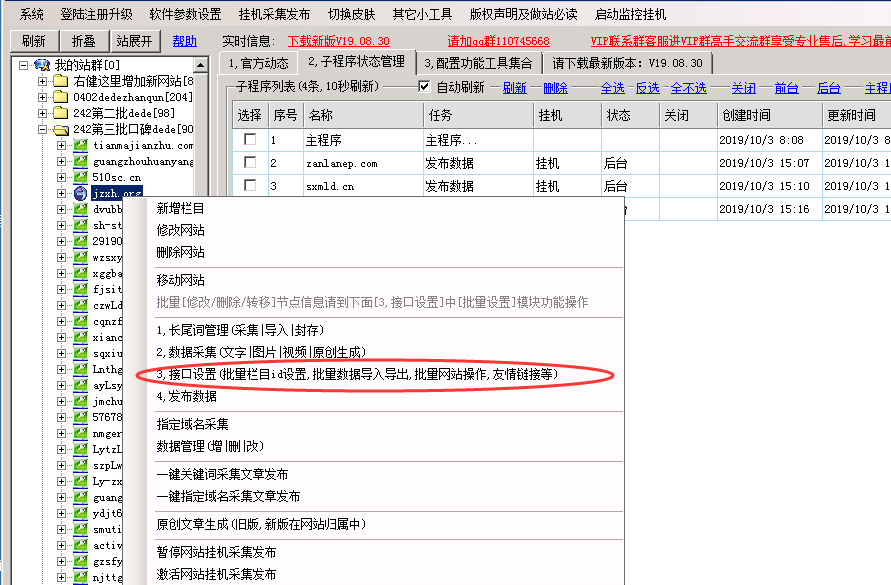 系统 登陆注册升级 软件参数设置 挂机采集发布 切换皮肤 其它小工具 版权声明及做站必读 启动监控挂机
刷新 折叠 站展开 帮助 实时信息: 下载新版V19.08.30 请加qq群110745668 VIP联系群客服进VIP群高手交流群享受专业售后,学习最前
1,官方动态 2,子程序状态管理 3,配置功能工具集合 请下载最新版本: V19.08.30
子程序列表(4条,10秒刷新) 自动刷新 刷新 删除 全选 反选 全不选 关闭 前台 后台 主程
选择 序号 名称 任务 挂机 状态 关闭 创建时间 更新时间
1 主程序 主程序... 2019/10/3 8:08 2019/10/3 8
2 zanlanep.com 发布数据 挂机 后台 2019/10/3 15:07 2019/10/3 1
3 sxmld.cn 发布数据 挂机 后台 2019/10/3 15:10 2019/10/3 1
2019/10/3 15:16 2019/10/3 1
我的站群[0]
右健这里增加新网站[8
0402dedezhanqun[204]
242第二批dede[98]
242第三批口碑dede[90
tianmajianzhu.com
guangzhouhuanyang
510sc.cn
jzxh.org
dvubb
sh-st
29190
wzsxy
xggba
fjsit
czwLd
cqnzf
xianc
sqxiu
Lnthg
ayLsy
jmchu
57678
nmger
LytzL
szpLw
Ly-zx
guang
ydjt6
smuti
activ
gzsfy
njttg
新增栏目
修改网站
删除网站
移动网站
批量[修改/删除/转移]节点信息请到下面[3,接口设置]中[批量设置]模块功能操作
1,长尾词管理(采集|导入|封存)
2,数据采集(文字|图片|视频|原创生成)
3,接口设置(批量栏目id设置,批量数据导入导出,批量网站操作,友情链接等)
4,发布数据
指定域名采集
数据管理(增|删|改)
一键关键词采集文章发布
一键指定域名采集文章发布
原创文章生成(旧版,新版在网站归属中)
暂停网站挂机采集发布
激活网站挂机采集发布